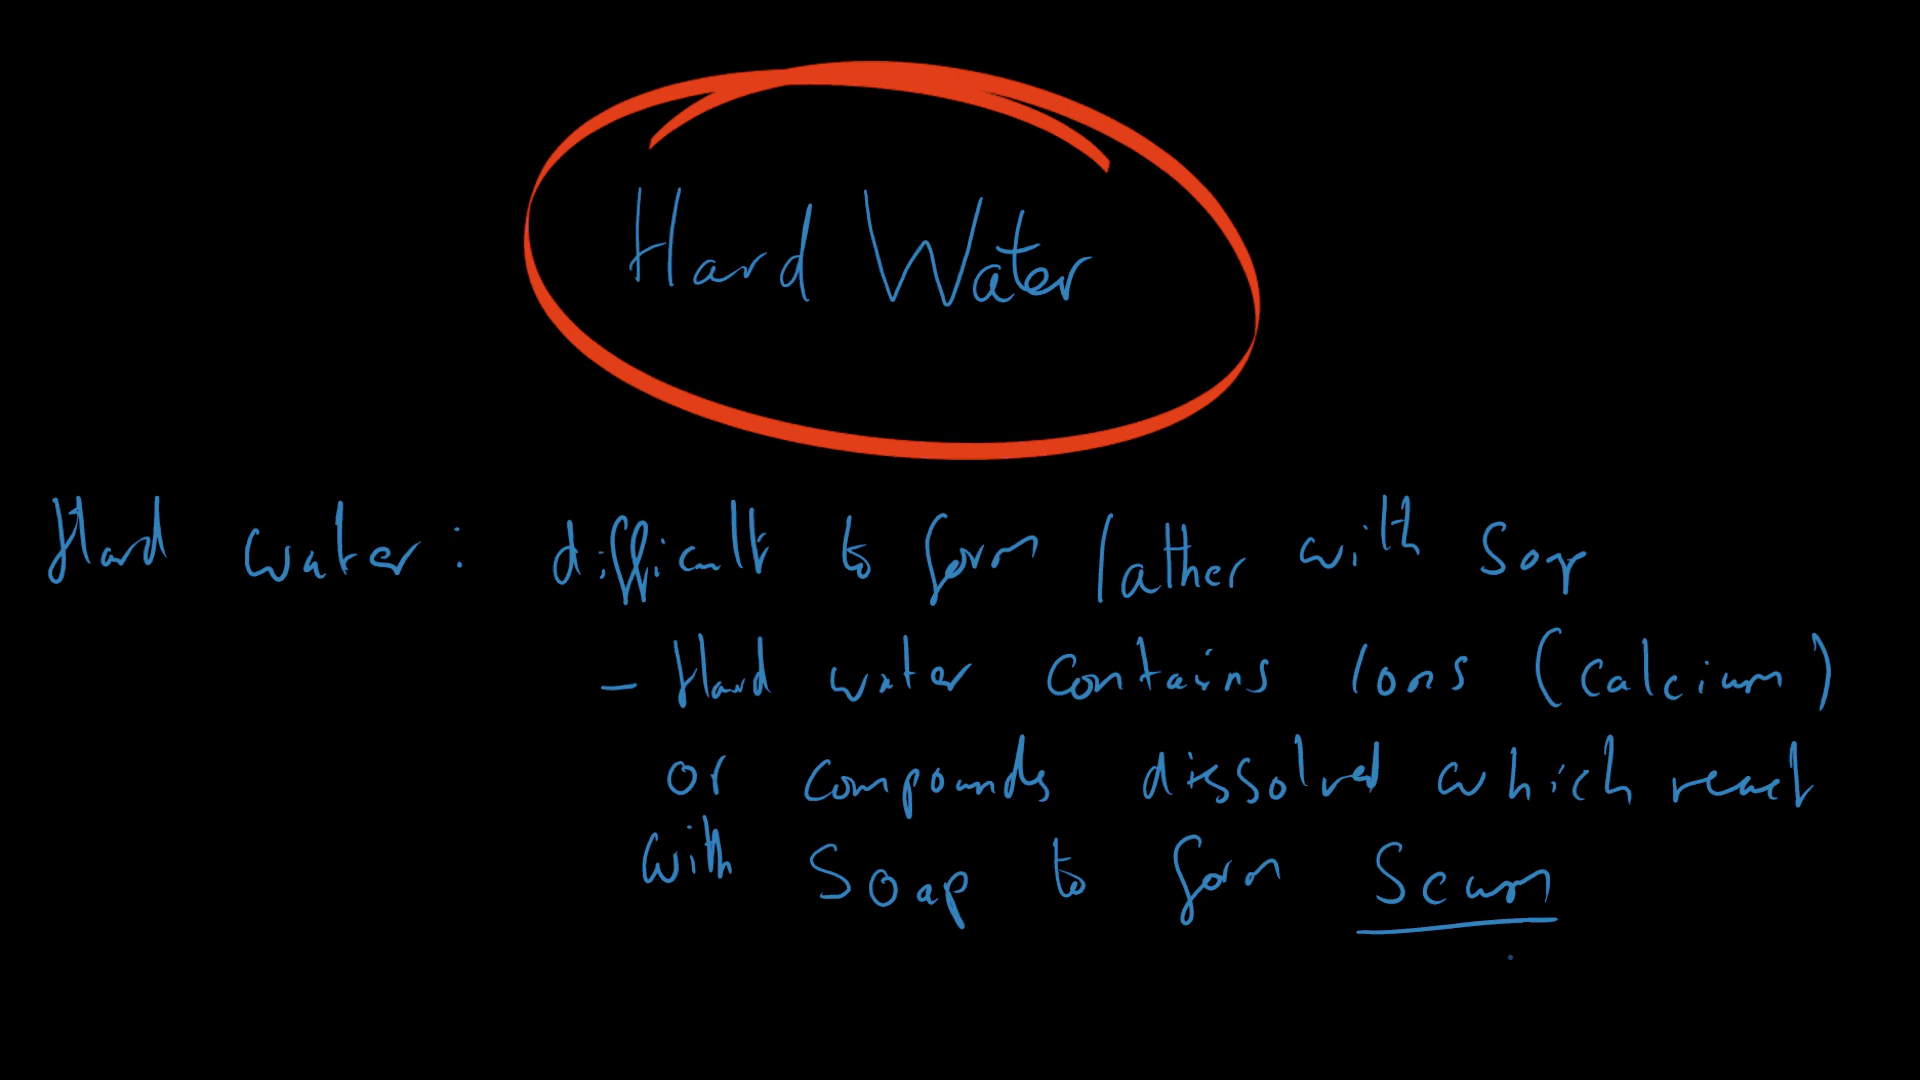 Hard Water
Hard water: difficult to form lather with Soap
- Hard water contains Ions (calcium)
or compounds dissolved which react
with Soap to form Scum